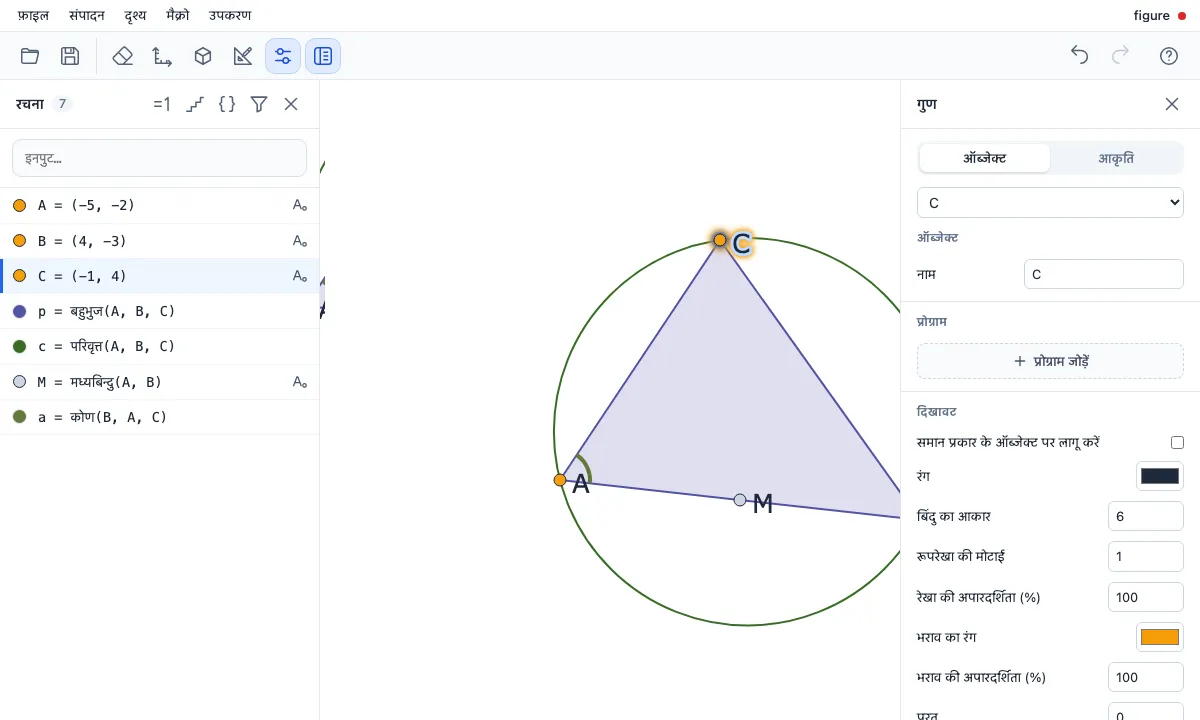 फ़ाइल संपादन दृश्य मैक्रो उपकरण
figure
रचना 7
=1
{}
इनपुट…
A = (−5, −2)
B = (4, −3)
C = (−1, 4)
p = बहुभुज(A, B, C)
c = परिवृत्त(A, B, C)
M = मध्यबिन्दु(A, B)
a = कोण(B, A, C)
C
A
M
गुण
ऑब्जेक्ट आकृति
C
ऑब्जेक्ट
नाम C
प्रोग्राम
+ प्रोग्राम जोड़ें
दिखावट
समान प्रकार के ऑब्जेक्ट पर लागू करें
रंग
बिंदु का आकार 6
रूपरेखा की मोटाई 1
रेखा की अपारदर्शिता (%) 100
भराव का रंग
भराव की अपारदर्शिता (%) 100
परत 0